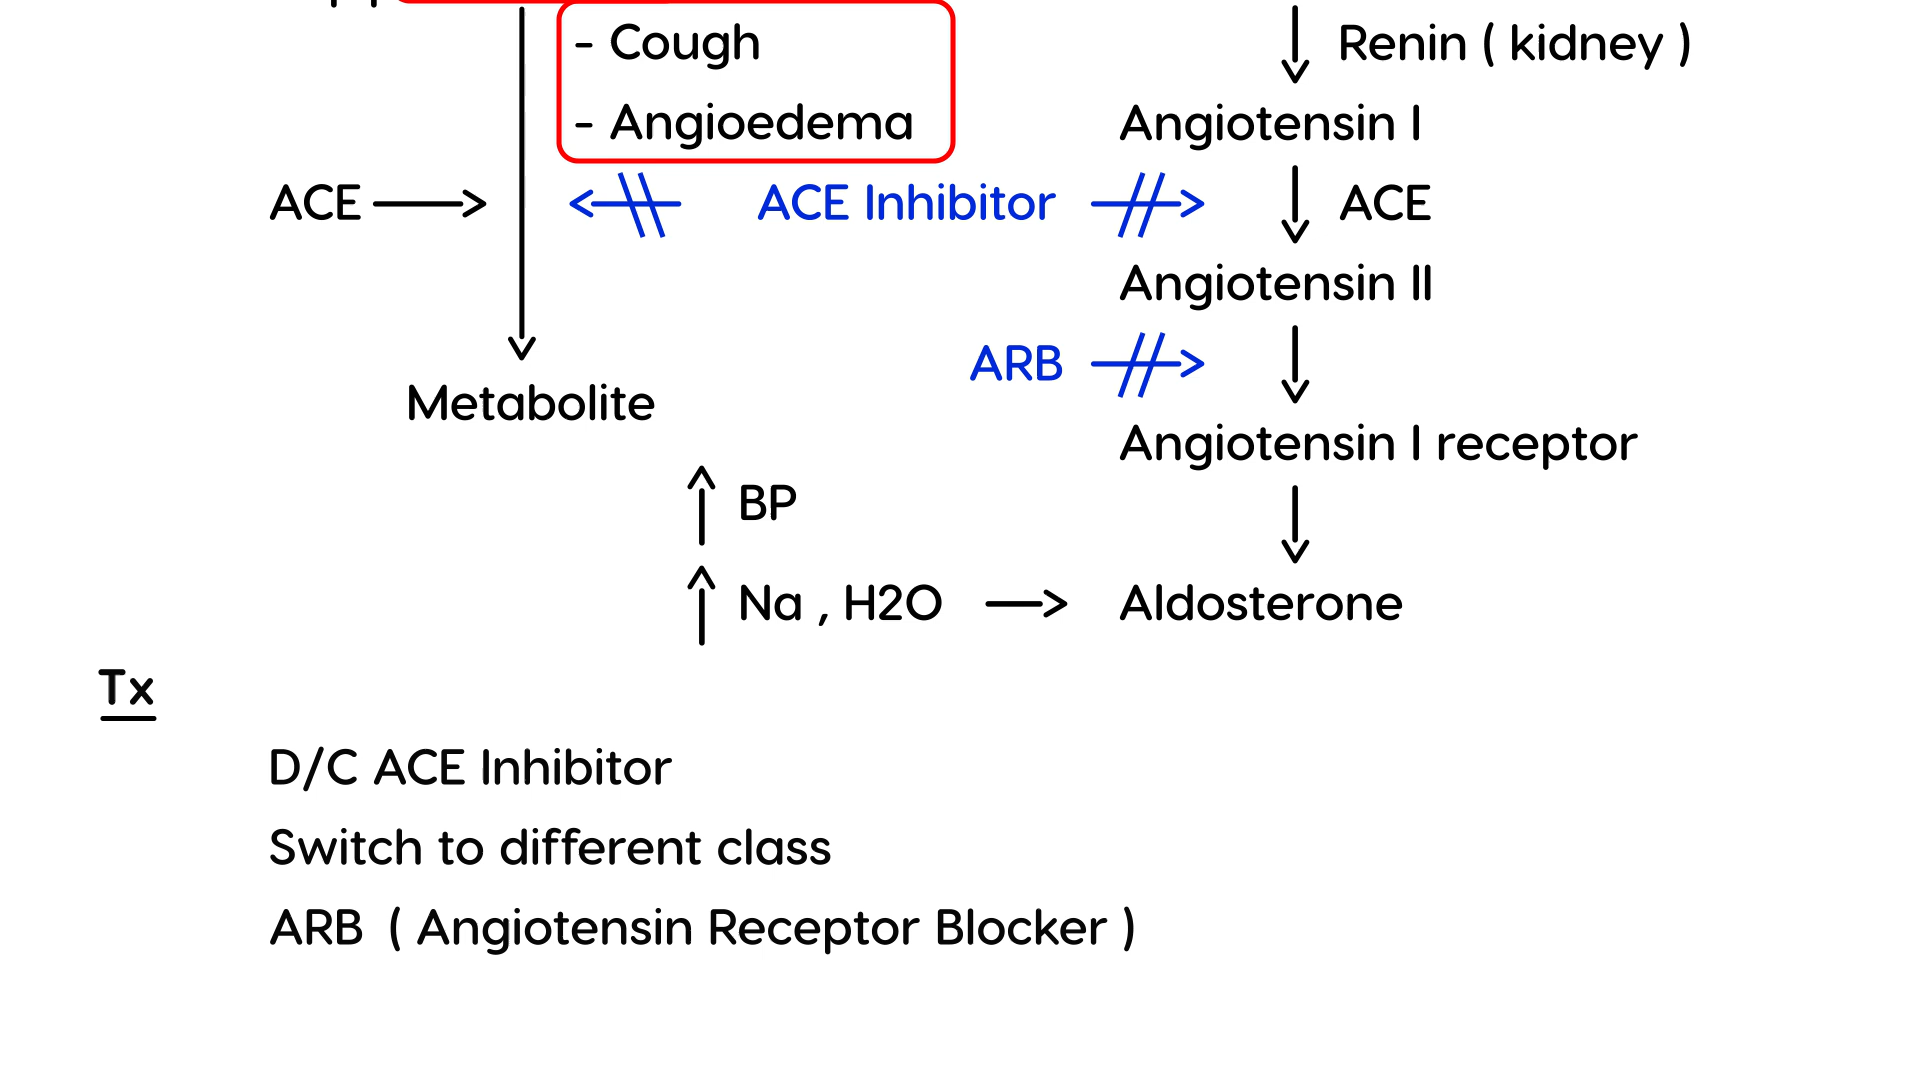 - Cough
Renin ( kidney )
- Angioedema
Angiotensin I
ACE
ACE Inhibitor
ACE
Angiotensin II
ARB
Metabolite
Angiotensin I receptor
BP
Na , H2O
Aldosterone
Tx
D/C ACE Inhibitor
Switch to different class
ARB ( Angiotensin Receptor Blocker )